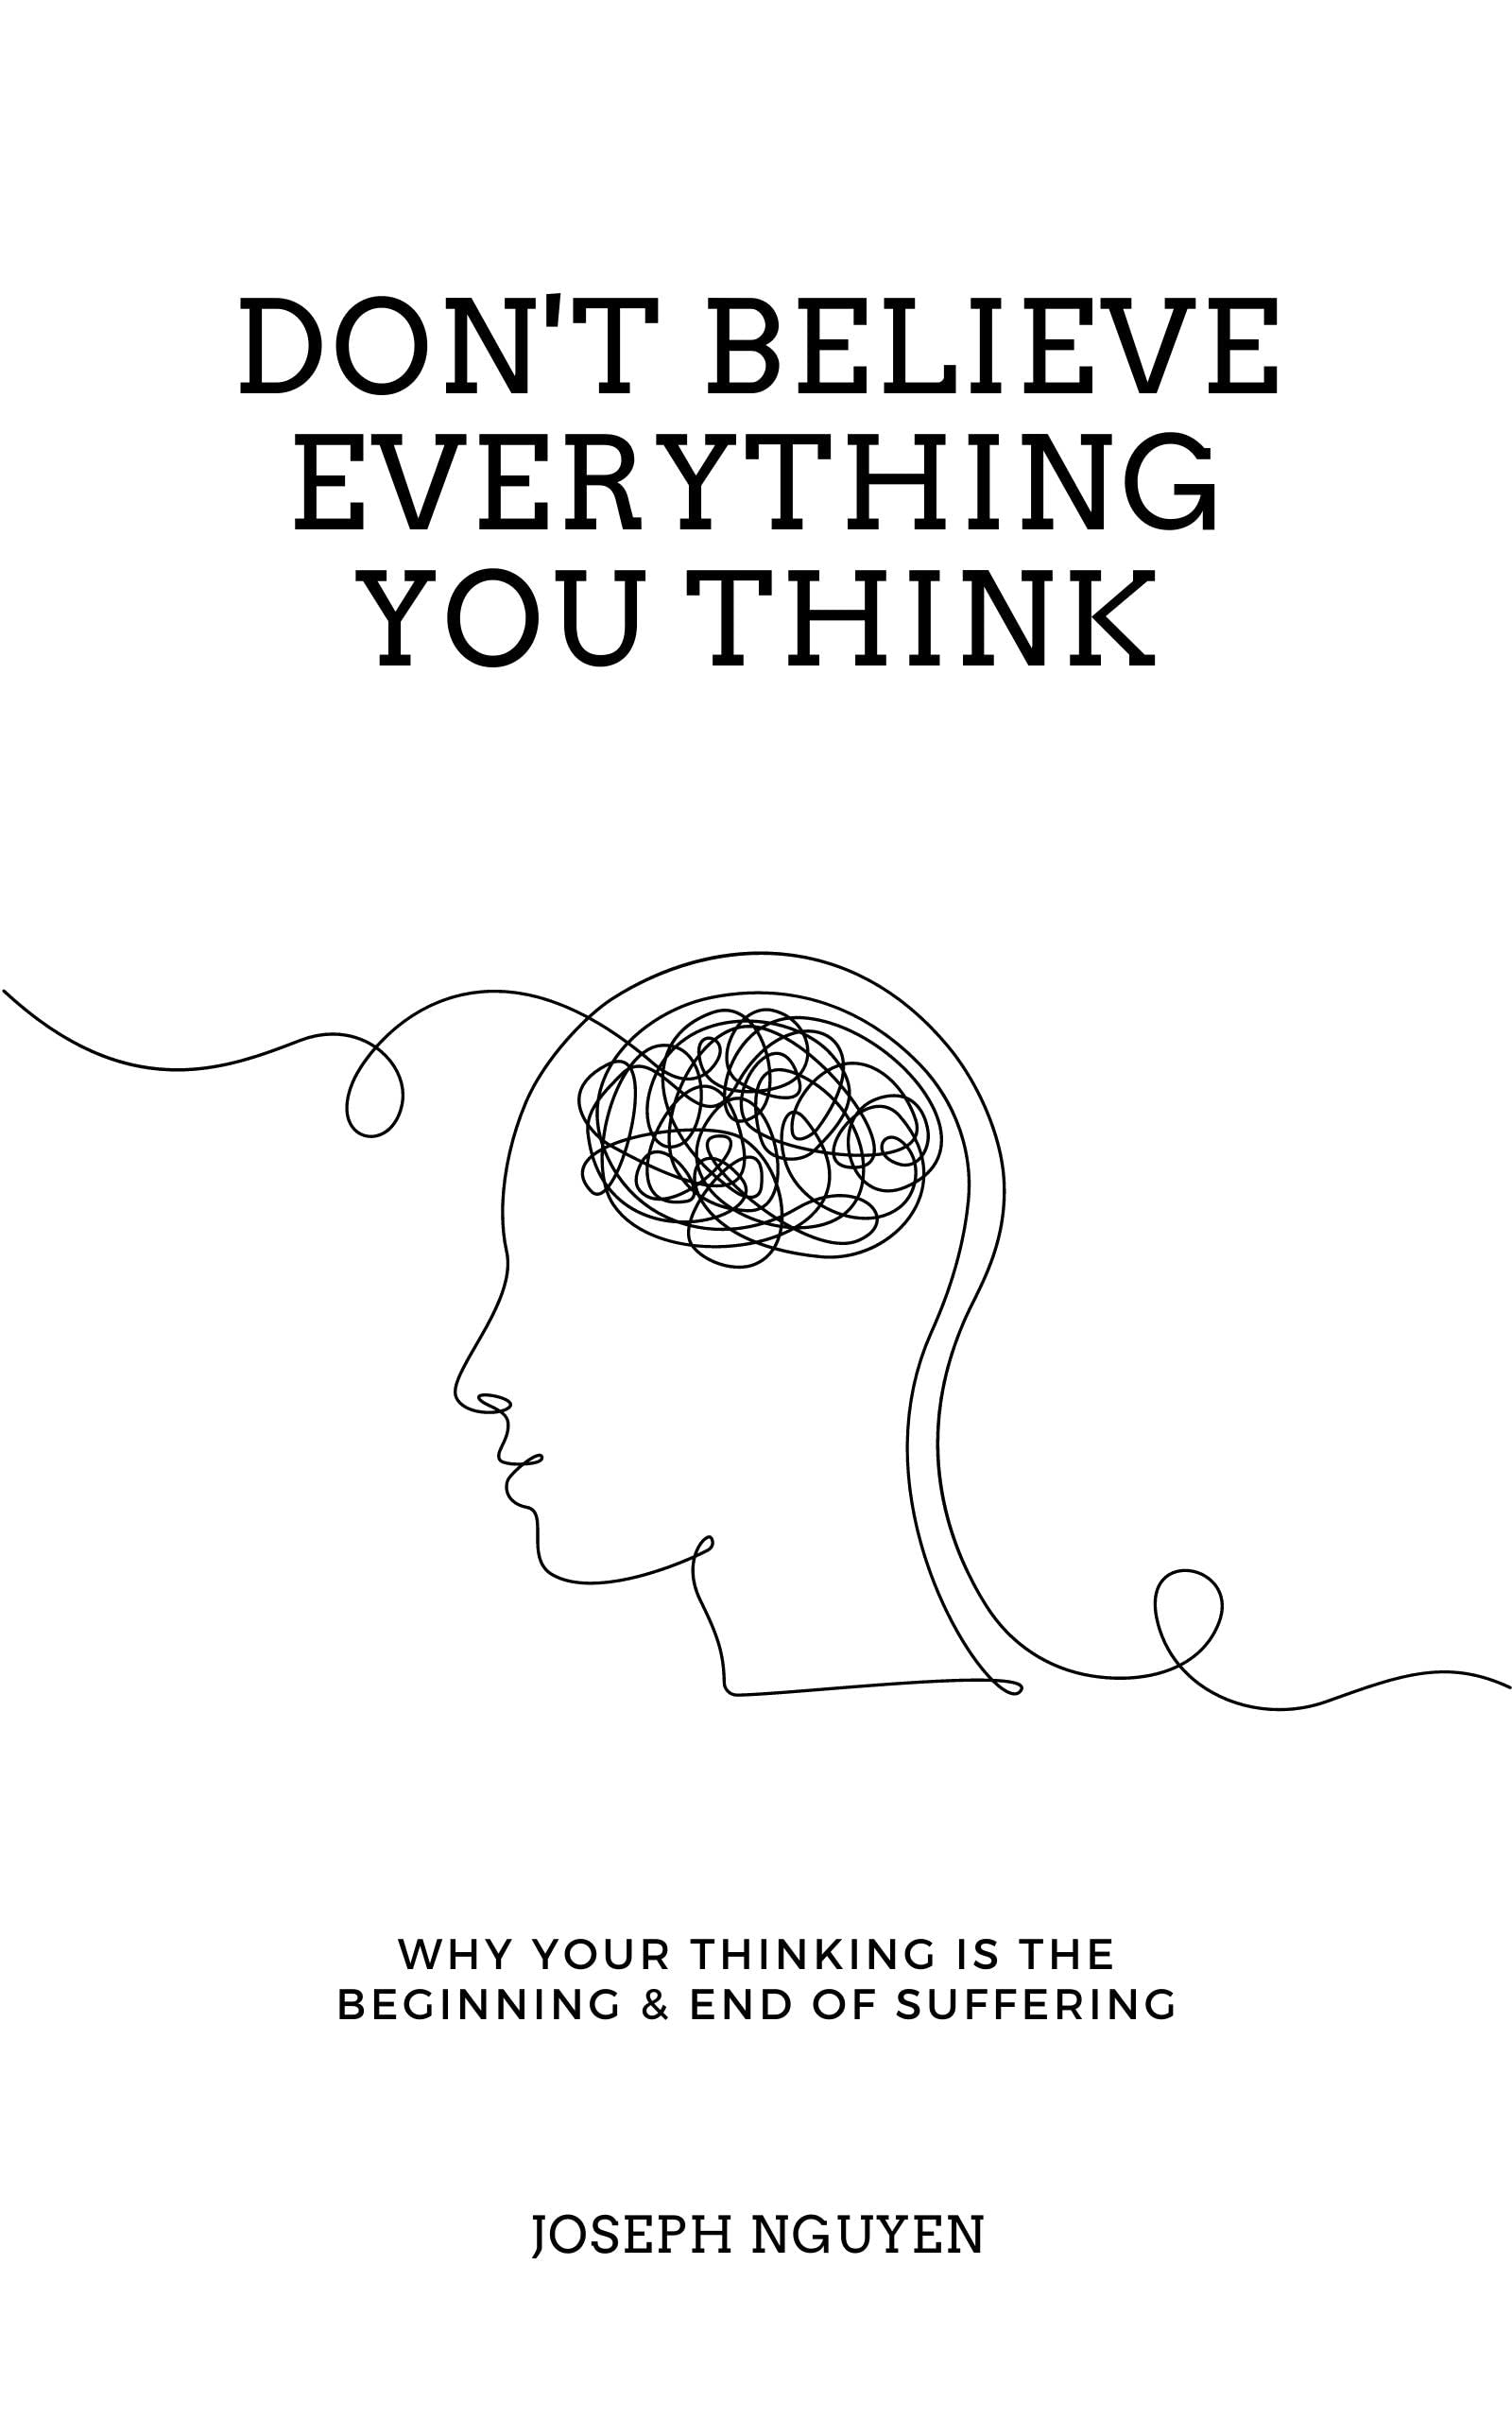 DON'T BELIEVE
EVERYTHING
YOU THINK
WHY YOUR THINKING IS THE
BEGINNING & END OF SUFFERING
JOSEPH NGUYEN